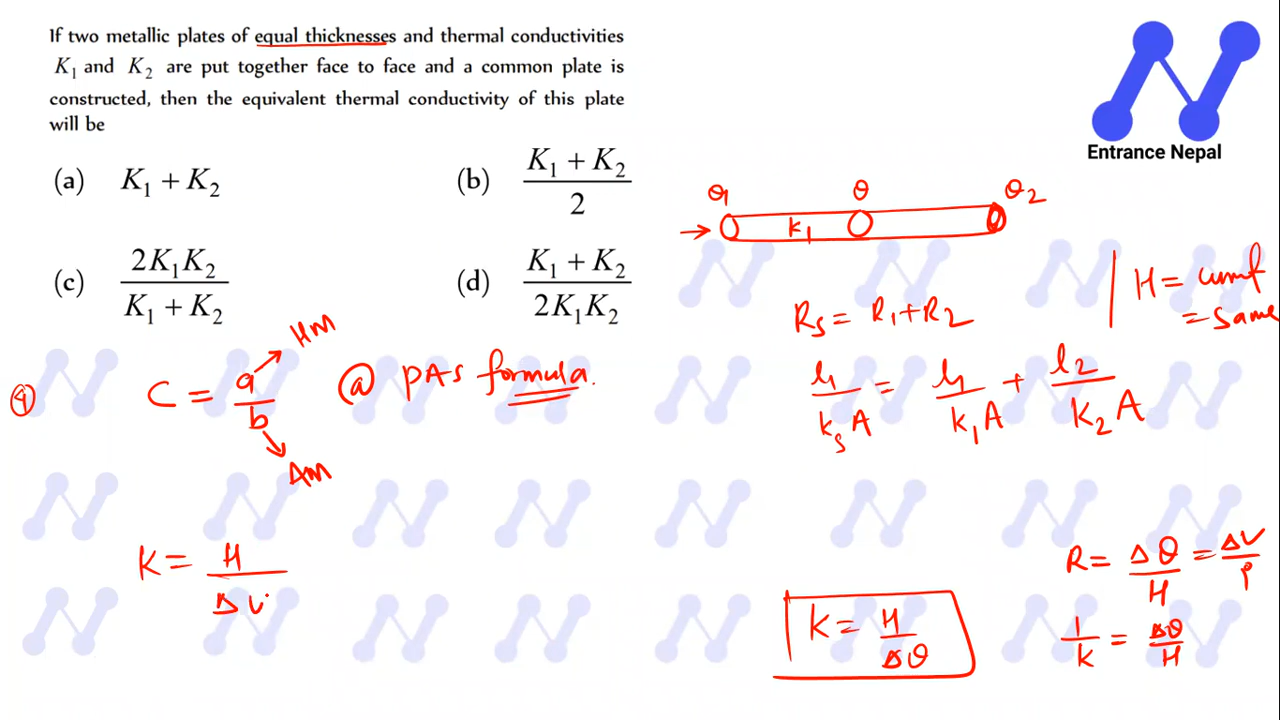 If two metallic plates of equal thicknesses and thermal conductivities
K₁ and K₂ are put together face to face and a common plate is
constructed, then the equivalent thermal conductivity of this plate
will be
(a) K₁ + K₂
(b) (K₁ + K₂)/2
(c) 2K₁K₂/(K₁ + K₂)
(d) (K₁ + K₂)/2K₁K₂
Entrance Nepal
θ₁ θ θ₂
→ k₁
H =
= same
Rs = R₁ + R₂
C = a/b
HM
AM
@ PAS formula.
l₁/ksA = l₁/k₁A + l₂/k₂A
K = H/ΔV
K = H/Δθ
R = Δθ/H = ΔV/P
1/K = Δθ/H